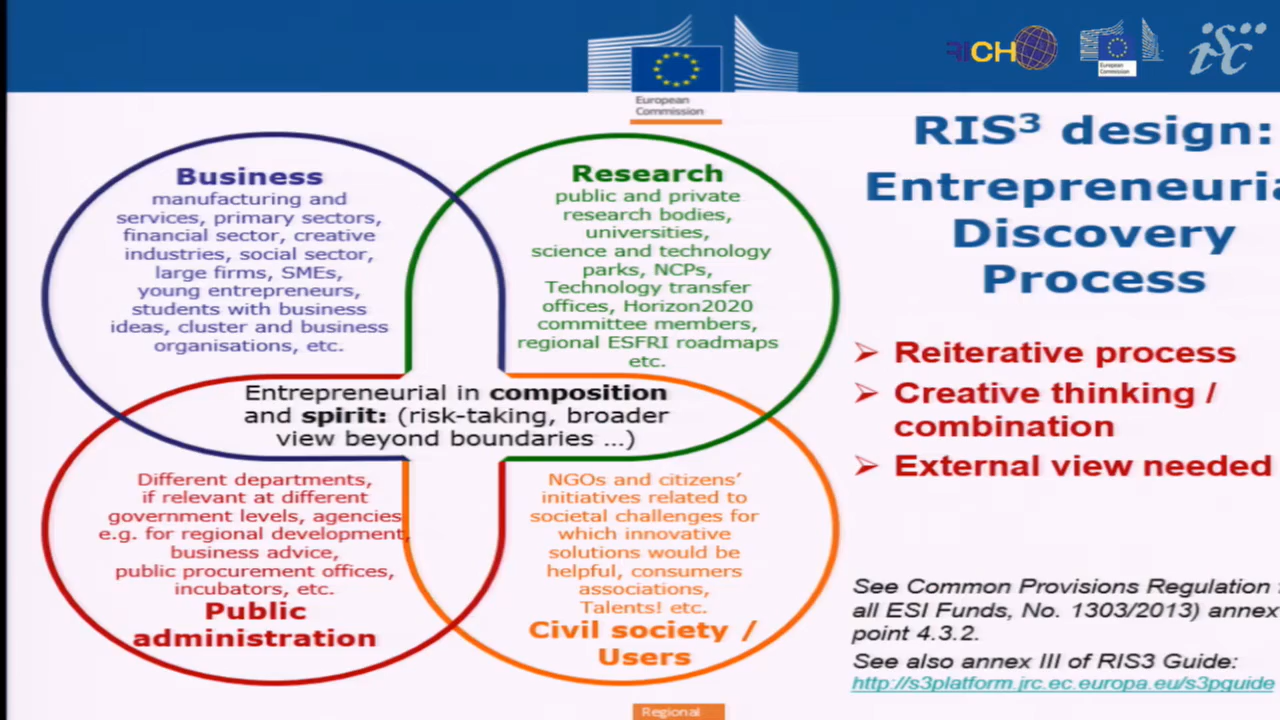 RICH
European
Commission
isc
European
Commission
RIS³ design:
Entrepreneuria
Discovery
Process
Business
manufacturing and
services, primary sectors,
financial sector, creative
industries, social sector,
large firms, SMEs,
young entrepreneurs,
students with business
ideas, cluster and business
organisations, etc.
Research
public and private
research bodies,
universities,
science and technology
parks, NCPs,
Technology transfer
offices, Horizon2020
committee members,
regional ESFRI roadmaps
etc.
Entrepreneurial in composition
and spirit: (risk-taking, broader
view beyond boundaries ...)
Different departments,
if relevant at different
government levels, agencies
e.g. for regional development,
business advice,
public procurement offices,
incubators, etc.
Public
administration
NGOs and citizens'
initiatives related to
societal challenges for
which innovative
solutions would be
helpful, consumers
associations,
Talents! etc.
Civil society /
Users
➢ Reiterative process
➢ Creative thinking /
combination
➢ External view needed
See Common Provisions Regulation
all ESI Funds, No. 1303/2013) annex
point 4.3.2.
See also annex III of RIS3 Guide:
http://s3platform.jrc.ec.europa.eu/s3pguide
Regional